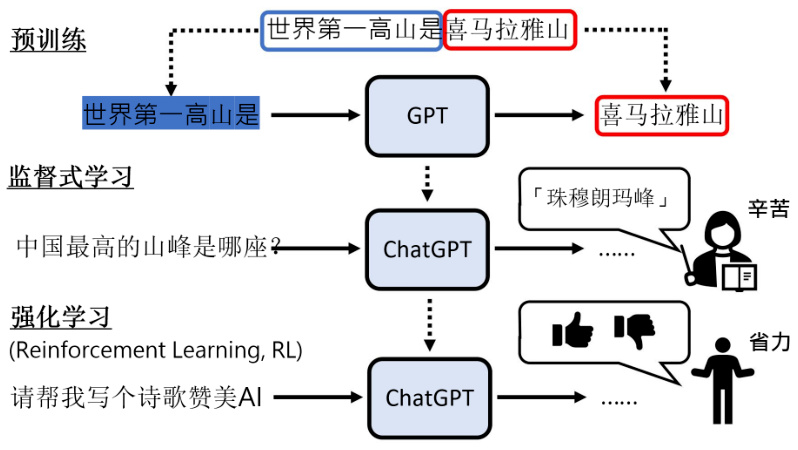 预训练
世界第一高山是喜马拉雅山
世界第一高山是
GPT
喜马拉雅山
监督式学习
「珠穆朗玛峰」
辛苦
中国最高的山峰是哪座?
ChatGPT
……
强化学习
(Reinforcement Learning, RL)
省力
请帮我写个诗歌赞美AI
ChatGPT
……